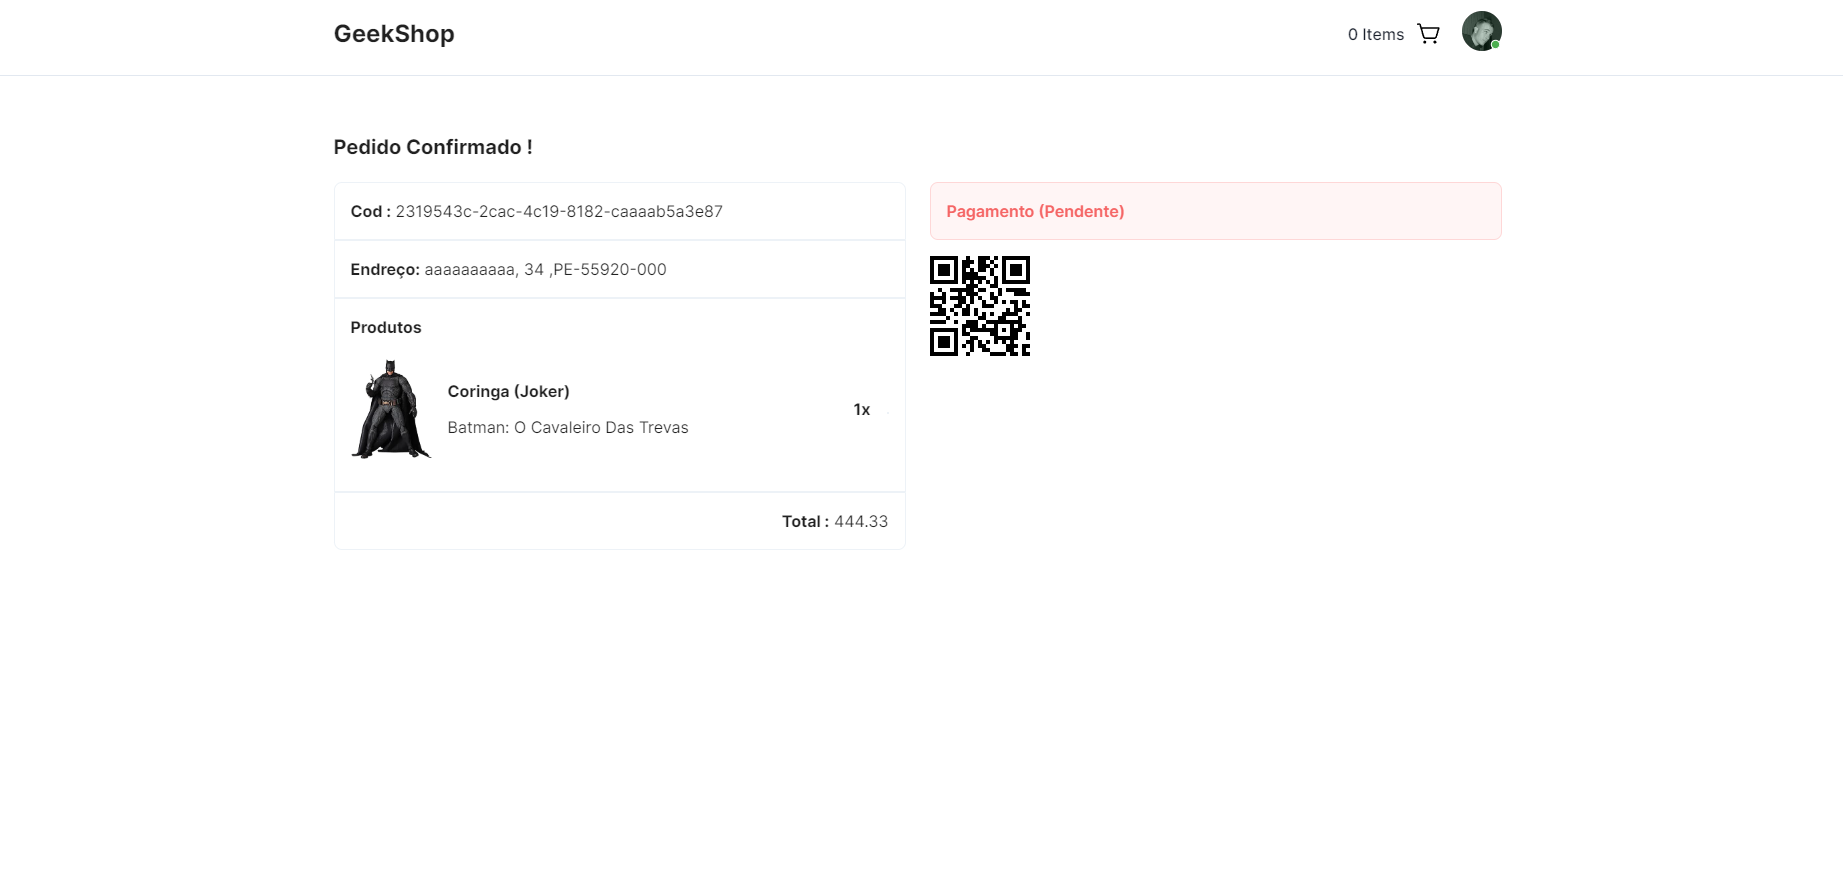 GeekShop
0 Items
Pedido Confirmado !
Cod : 2319543c-2cac-4c19-8182-caaaab5a3e87
Endreço: aaaaaaaaaa, 34 ,PE-55920-000
Produtos
Coringa (Joker)
Batman: O Cavaleiro Das Trevas
1x
Total : 444.33
Pagamento (Pendente)